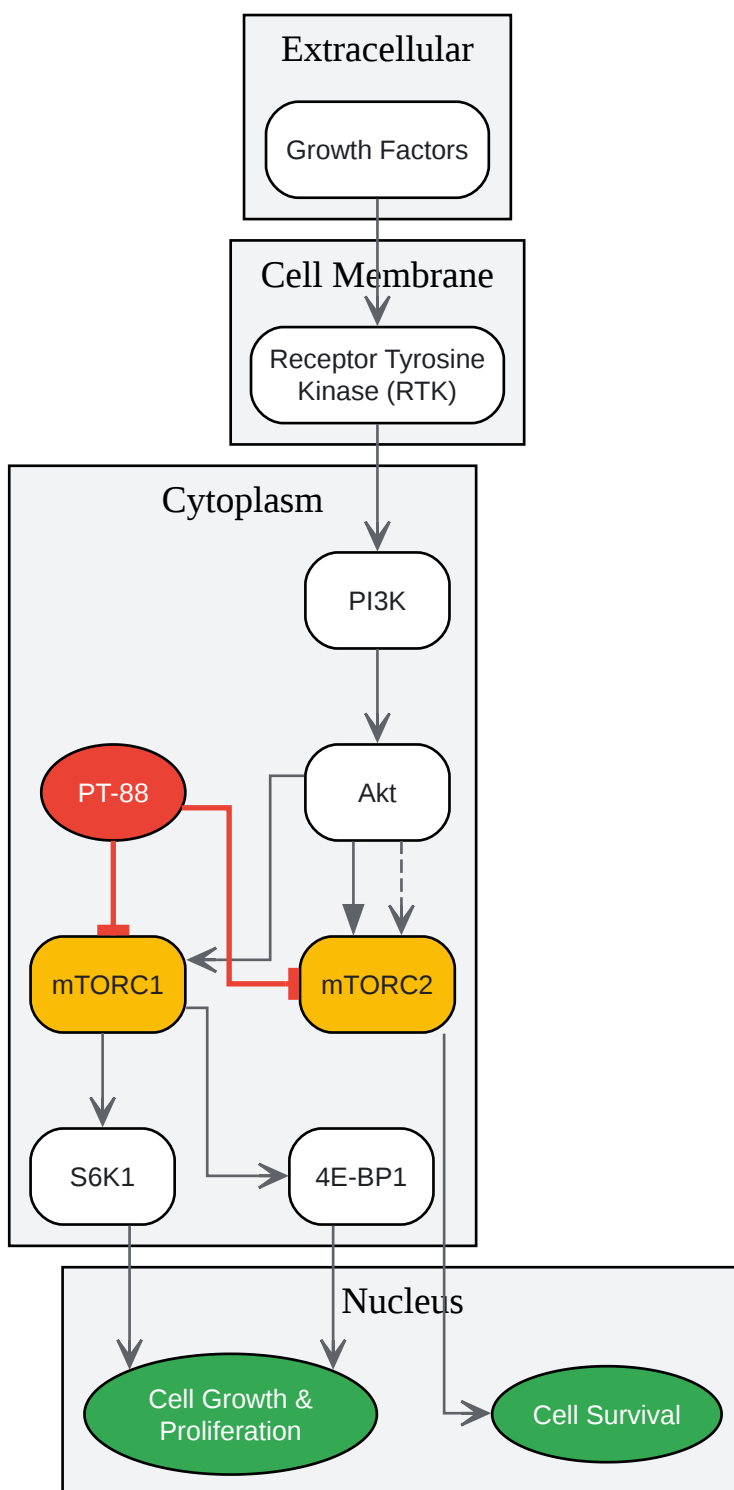 Extracellular
Growth Factors
Cell Membrane
Receptor Tyrosine
Kinase (RTK)
Cytoplasm
PI3K
PT-88
Akt
mTORC1
mTORC2
S6K1
4E-BP1
Nucleus
Cell Growth &
Proliferation
Cell Survival